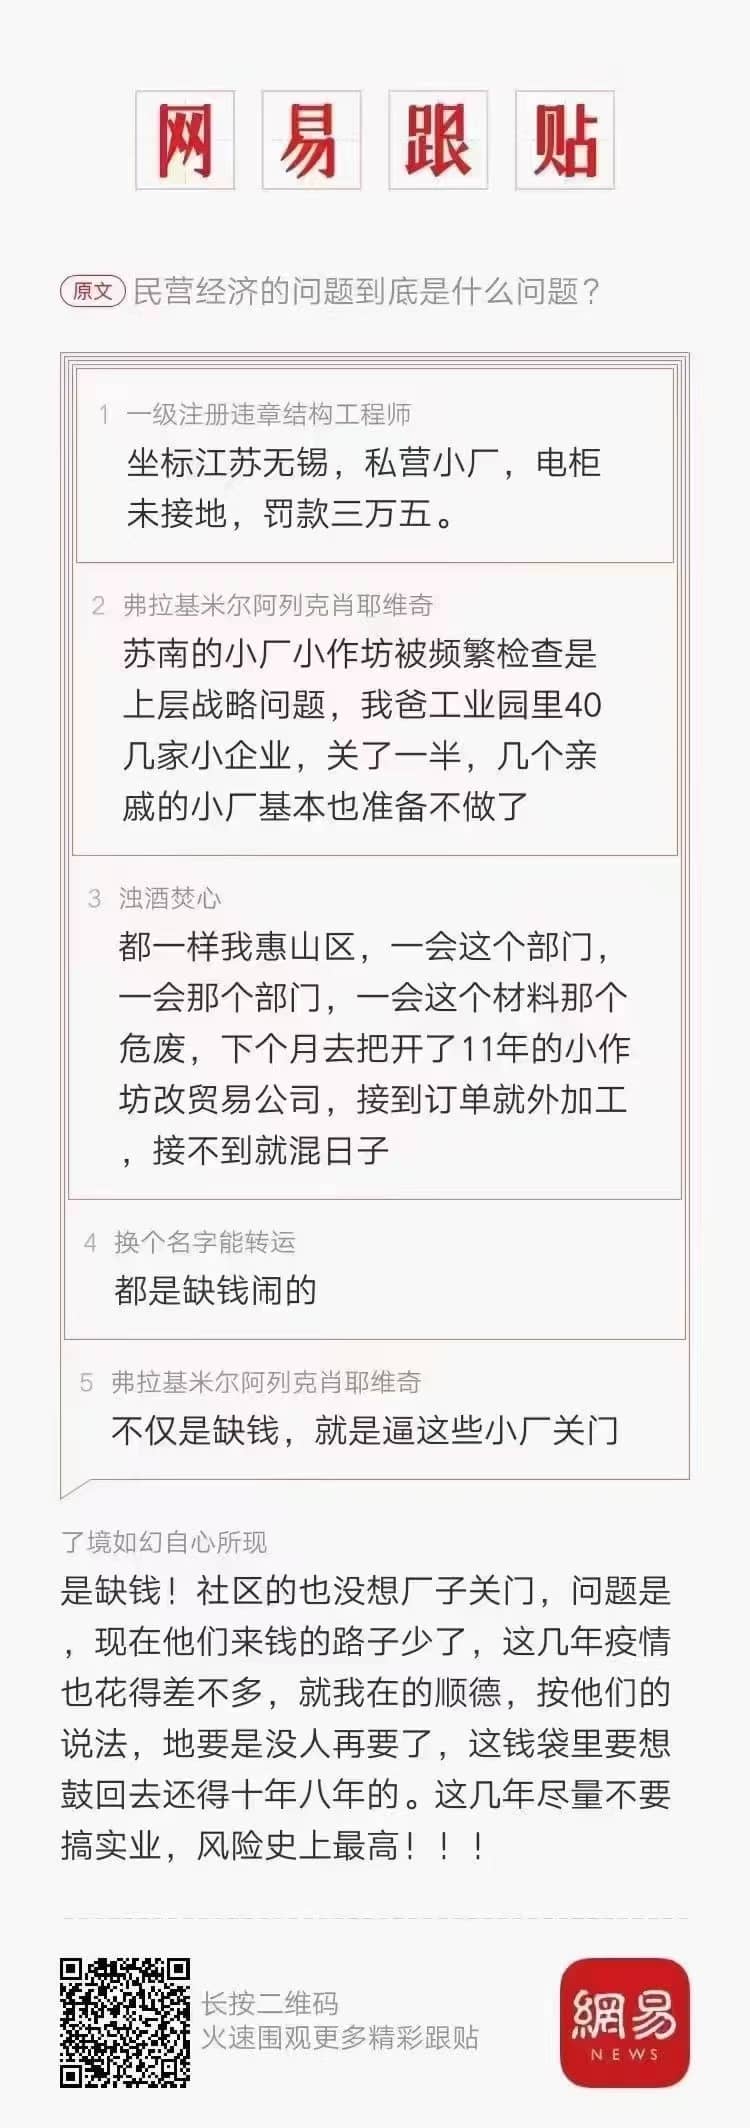 网易跟贴
原文 民营经济的问题到底是什么问题?
1 一级注册违章结构工程师
坐标江苏无锡，私营小厂，电柜
未接地，罚款三万五。
2 弗拉基米尔阿列克肖耶维奇
苏南的小厂小作坊被频繁检查是
上层战略问题，我爸工业园里40
几家小企业，关了一半，几个亲
戚的小厂基本也准备不做了
3 浊酒焚心
都一样我惠山区，一会这个部门，
一会那个部门，一会这个材料那个
危废，下个月去把开了11年的小作
坊改贸易公司，接到订单就外加工
，接不到就混日子
4 换个名字能转运
都是缺钱闹的
5 弗拉基米尔阿列克肖耶维奇
不仅是缺钱，就是逼这些小厂关门
了境如幻自心所现
是缺钱！社区的也没想厂子关门，问题是
，现在他们来钱的路子少了，这几年疫情
也花得差不多，就我在的顺德，按他们的
说法，地要是没人再要了，这钱袋里要想
鼓回去还得十年八年的。这几年尽量不要
搞实业，风险史上最高！！！
长按二维码
火速围观更多精彩跟贴
網易
NEWS